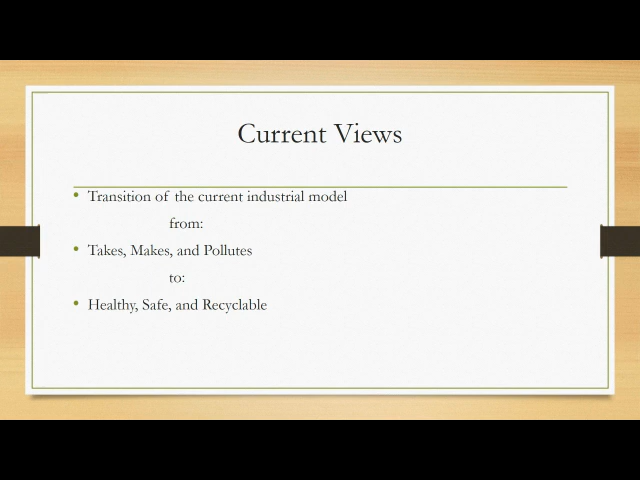 Current Views
• Transition of the current industrial model
from:
• Takes, Makes, and Pollutes
to:
• Healthy, Safe, and Recyclable